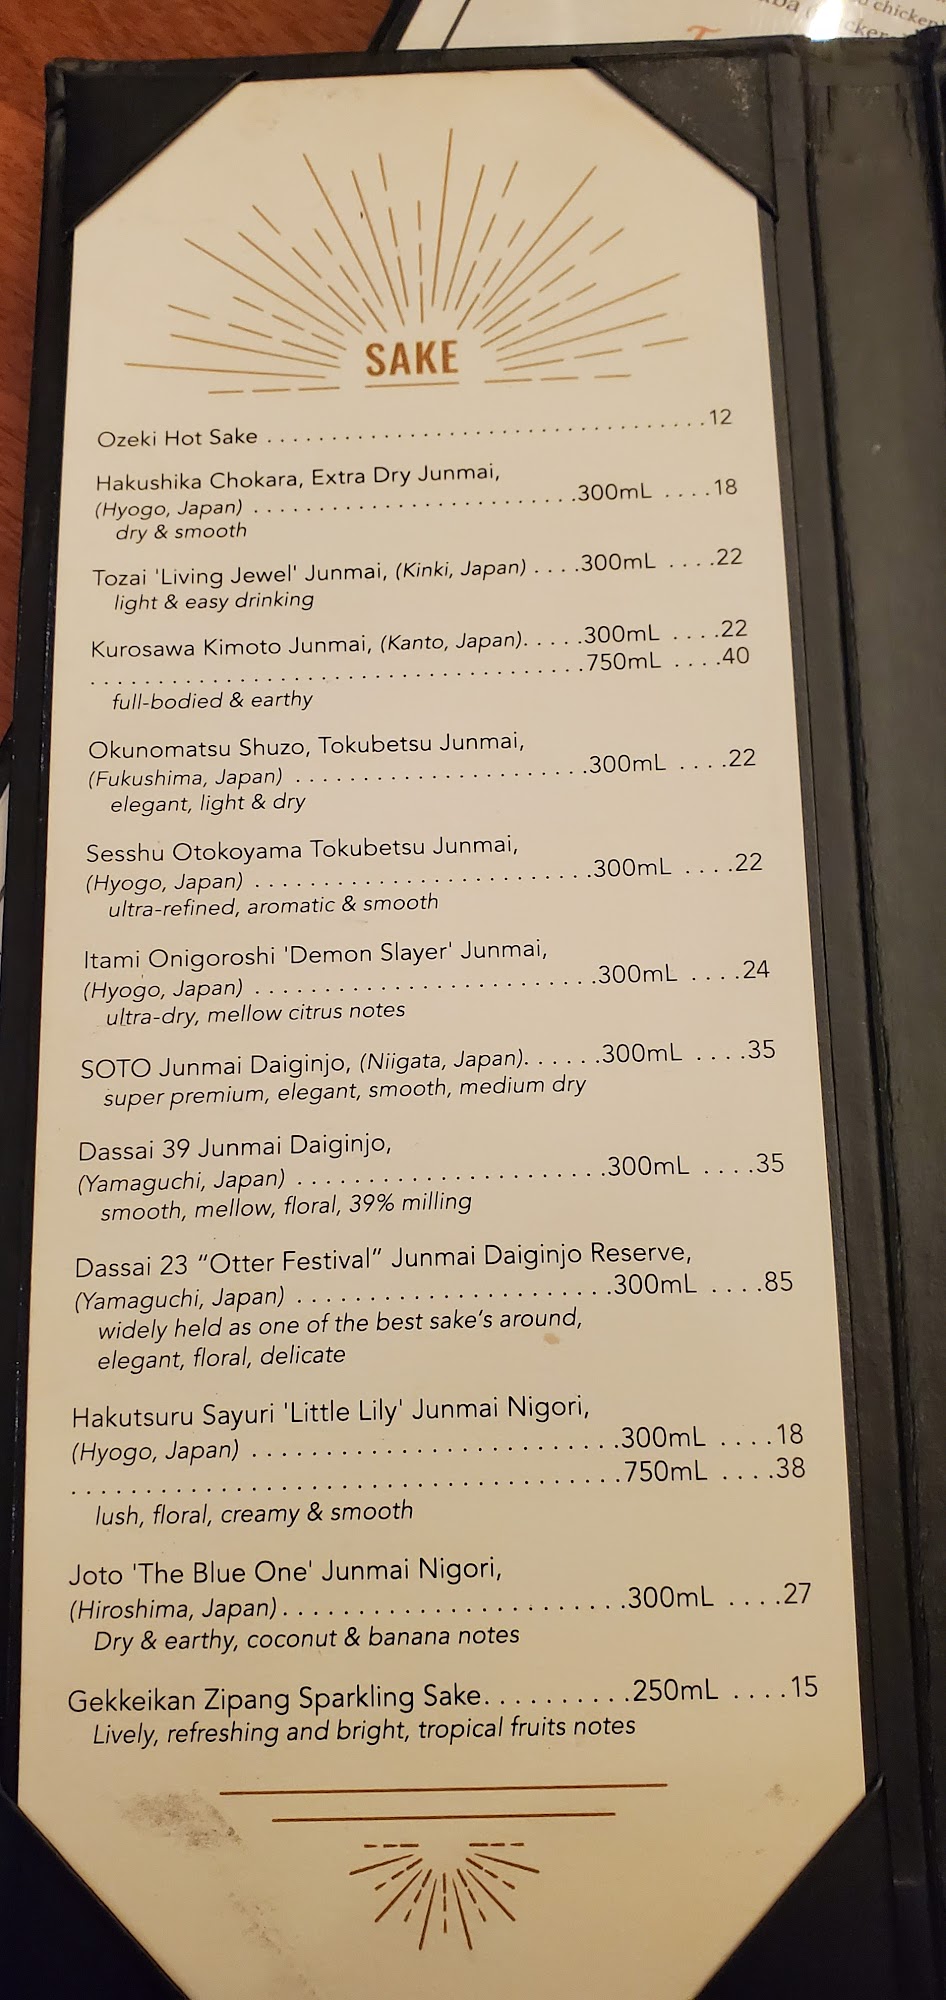 chicken
SAKE
Ozeki Hot Sake . . . . . . . . . . . . . . . . . . . . . . . . . . . . . . . . . . .12
Hakushika Chokara, Extra Dry Junmai,
(Hyogo, Japan) . . . . . . . . . . . . . . . . . . . . . . . . .300mL . . . .18
dry & smooth
Tozai 'Living Jewel' Junmai, (Kinki, Japan) . . . .300mL . . . .22
light & easy drinking
Kurosawa Kimoto Junmai, (Kanto, Japan). . . . .300mL . . . .22
. . . . . . . . . . . . . . . . . . . . . . . . . . . . . . . . . . . . .750mL . . . .40
full-bodied & earthy
Okunomatsu Shuzo, Tokubetsu Junmai,
(Fukushima, Japan) . . . . . . . . . . . . . . . . . . . . . .300mL . . . .22
elegant, light & dry
Sesshu Otokoyama Tokubetsu Junmai,
(Hyogo, Japan) . . . . . . . . . . . . . . . . . . . . . . . . .300mL . . . .22
ultra-refined, aromatic & smooth
Itami Onigoroshi 'Demon Slayer' Junmai,
(Hyogo, Japan) . . . . . . . . . . . . . . . . . . . . . . . . .300mL . . . .24
ultra-dry, mellow citrus notes
SOTO Junmai Daiginjo, (Niigata, Japan). . . . . .300mL . . . .35
super premium, elegant, smooth, medium dry
Dassai 39 Junmai Daiginjo,
(Yamaguchi, Japan) . . . . . . . . . . . . . . . . . . . . . .300mL . . . .35
smooth, mellow, floral, 39% milling
Dassai 23 “Otter Festival” Junmai Daiginjo Reserve,
(Yamaguchi, Japan) . . . . . . . . . . . . . . . . . . . . . .300mL . . . .85
widely held as one of the best sake's around,
elegant, floral, delicate
Hakutsuru Sayuri 'Little Lily' Junmai Nigori,
(Hyogo, Japan) . . . . . . . . . . . . . . . . . . . . . . . . .300mL . . . .18
. . . . . . . . . . . . . . . . . . . . . . . . . . . . . . . . . . . . .750mL . . . .38
lush, floral, creamy & smooth
Joto 'The Blue One' Junmai Nigori,
(Hiroshima, Japan). . . . . . . . . . . . . . . . . . . . . . .300mL . . . .27
Dry & earthy, coconut & banana notes
Gekkeikan Zipang Sparkling Sake. . . . . . . . . .250mL . . . .15
Lively, refreshing and bright, tropical fruits notes